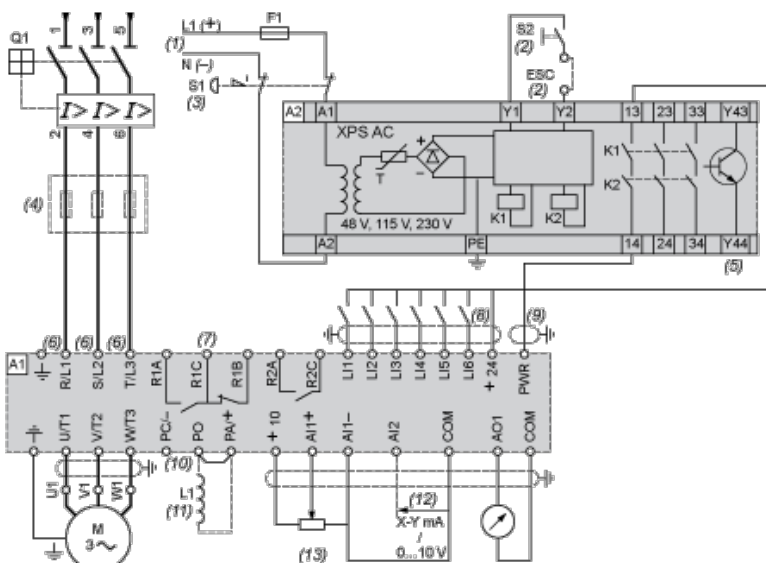 1 3 5
Q1
I> I> I>
2 4 6
(4)
L1 (+)
F1
(1)
N (–)
S1
(3)
S2
(2)
ESC
(2)
A2 A1 Y1 Y2 13 23 33 Y43
XPS AC
+
–
T
K1
K2
K1 K2
48 V, 115 V, 230 V
A2 PE 14 24 34 Y44
(5)
(6) (6) (6)
(7)
(8)
(9)
A1
R/L1 S/L2 T/L3 R1A R1C R1B R2A R2C LI1 LI2 LI3 LI4 LI5 LI6 + 24 PWR
U/T1 V/T2 W/T3 PC/– PO PA/+ + 10 AI1+ AI1– AI2 COM AO1 COM
(10)
U1 V1 W1
L1
(11)
M
3
(12)
X-Y mA
/
0...10 V
(13)